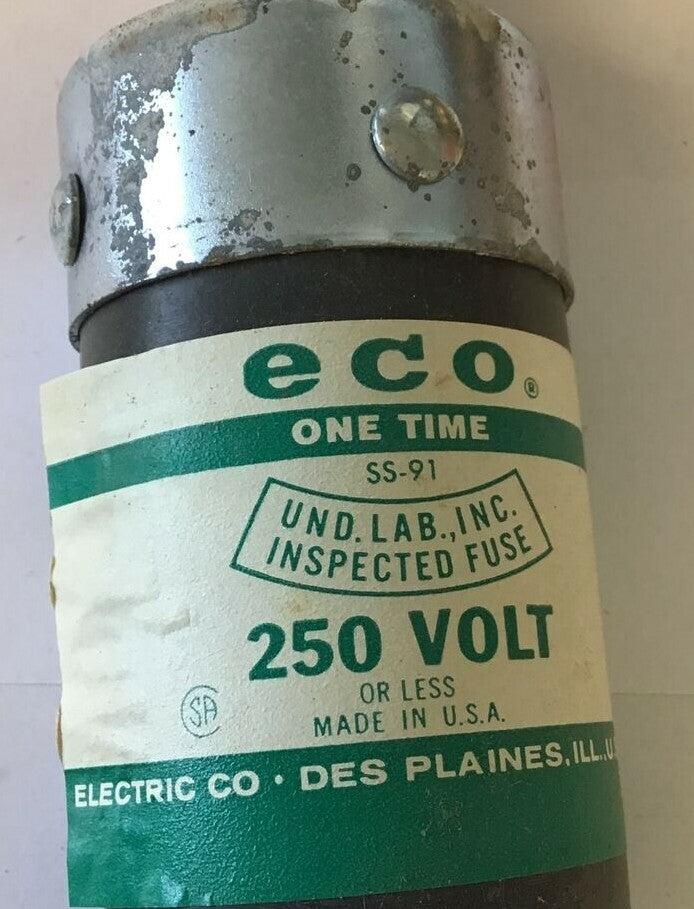 eco®
ONE TIME
SS-91
UND. LAB., INC.
INSPECTED FUSE
250 VOLT
OR LESS
SA
MADE IN U.S.A.
ELECTRIC CO · DES PLAINES, ILL., U.